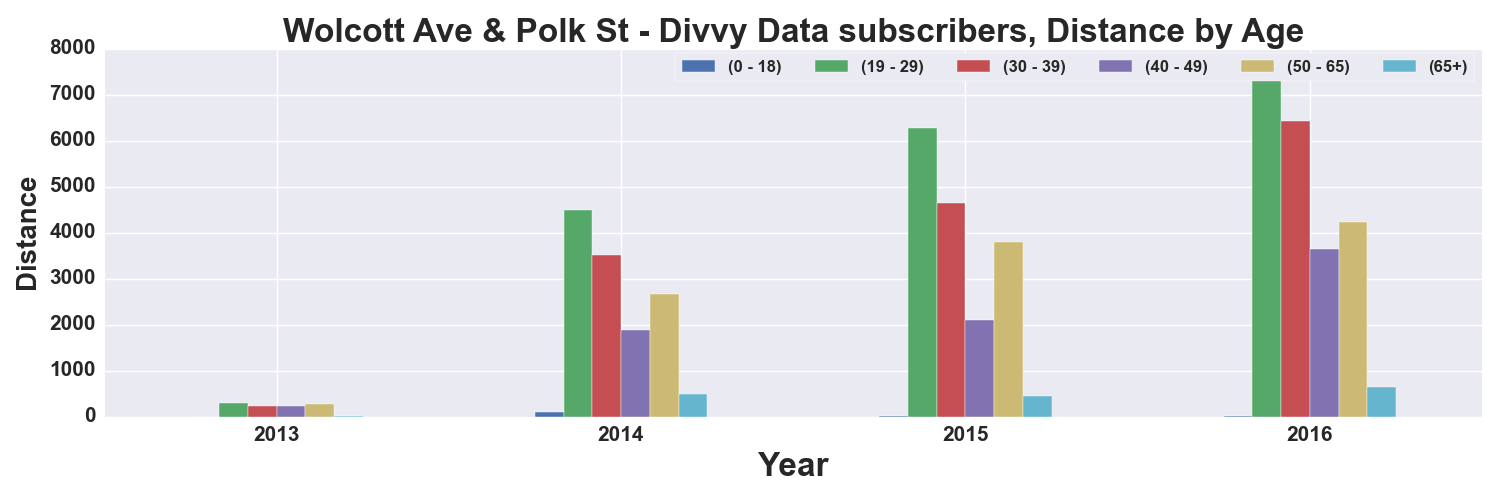 Wolcott Ave & Polk St - Divvy Data subscribers, Distance by Age
(0 - 18) (19 - 29) (30 - 39) (40 - 49) (50 - 65) (65+)
8000
7000
6000
5000
4000
3000
2000
1000
0
Distance
2013 2014 2015 2016
Year